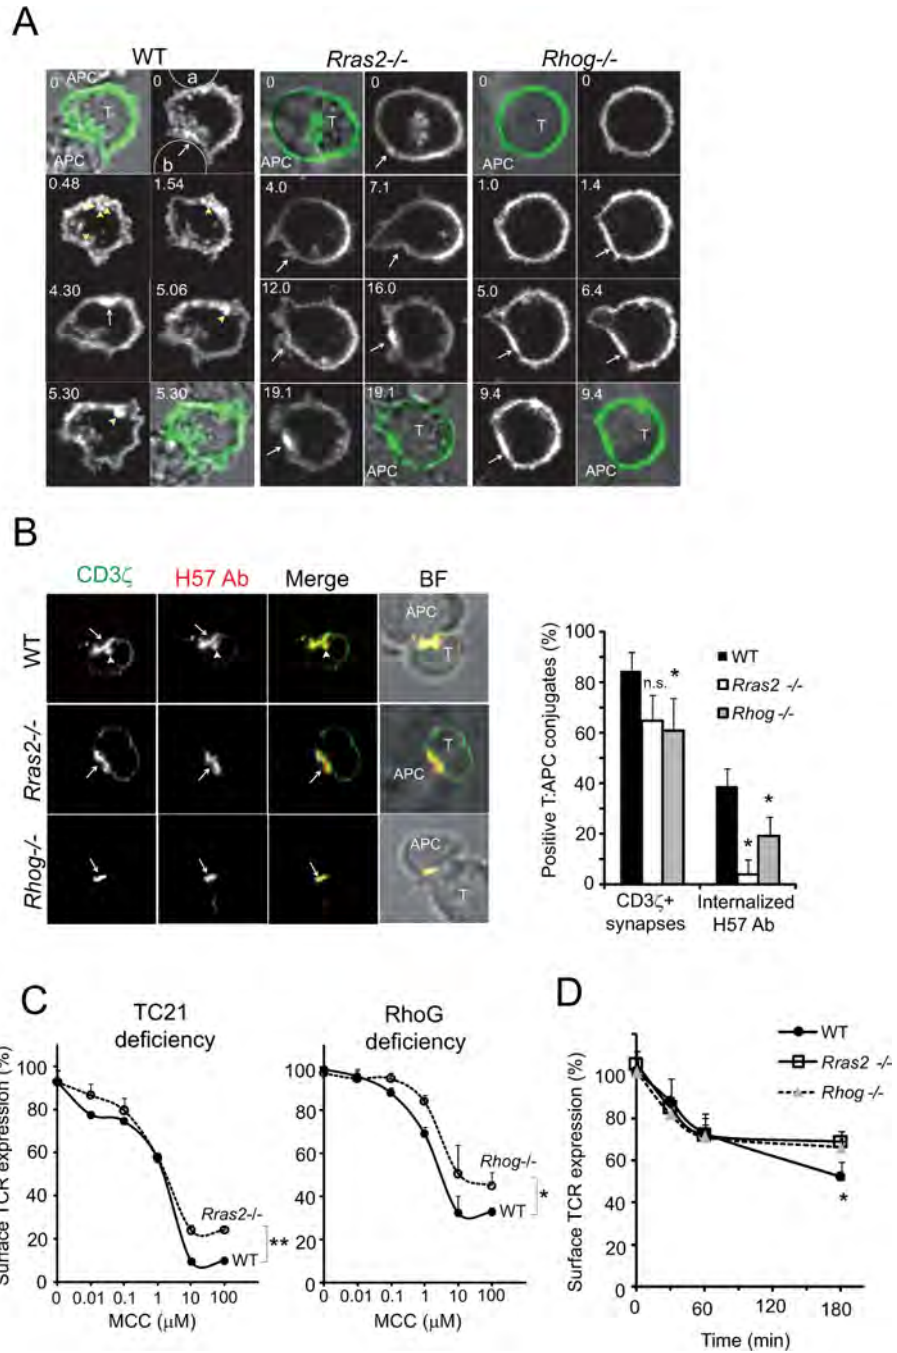 A
WT
Rras2-/-
Rhog-/-
0 APC T APC
0 a b
0 T
0
0 T APC
0
0.48
1.54
4.0
7.1
1.0
1.4
4.30
5.06
12.0
16.0
5.0
6.4
5.30
5.30
19.1
19.1 T APC
9.4
9.4 T APC
B
CD3ζ
H57 Ab
Merge
BF
WT
APC
T
Rras2-/-
T
APC
Rhog-/-
APC
T
Positive T:APC conjugates (%)
100
80
60
40
20
0
n.s.
*
*
*
WT
Rras2 -/-
Rhog -/-
CD3ζ+
synapses
Internalized
H57 Ab
C
TC21
deficiency
Surface TCR expression (%)
100
80
60
40
20
0
0 0.01 0.1 1 10 100
MCC (μM)
Rras2-/-
WT
**
RhoG
deficiency
100
80
60
40
20
0
0 0.01 0.1 1 10 100
MCC (μM)
Rhog-/-
WT
*
D
Surface TCR expression (%)
100
80
60
40
20
0
0 60 120 180
Time (min)
WT
Rras2 -/-
Rhog -/-
*